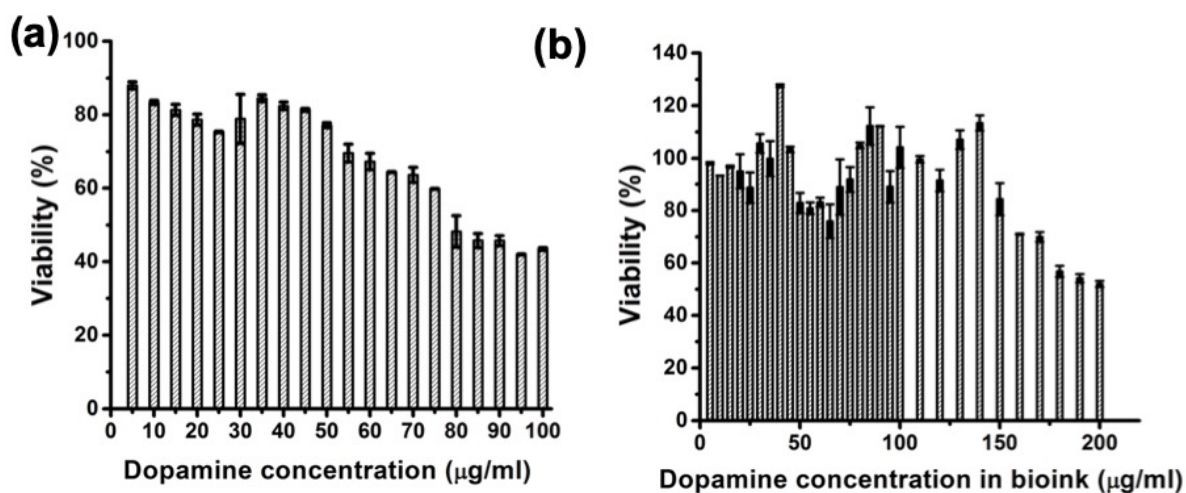 (a)
100
80
60
40
20
0
Viability (%)
0 10 20 30 40 50 60 70 80 90 100
Dopamine concentration (μg/ml)
(b)
140
120
100
80
60
40
20
0
Viability (%)
0 50 100 150 200
Dopamine concentration in bioink (μg/ml)